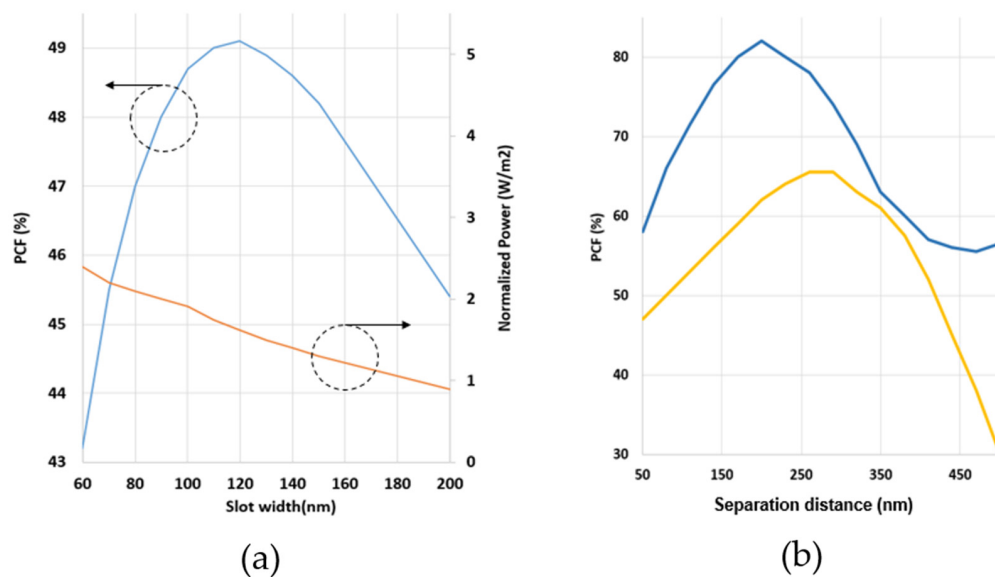 49
48
47
46
45
44
43
PCF (%)
5
4
3
2
1
0
Normalized Power (W/m2)
60 80 100 120 140 160 180 200
Slot width(nm)
(a)
80
70
60
50
40
30
PCF (%)
50 150 250 350 450
Separation distance (nm)
(b)